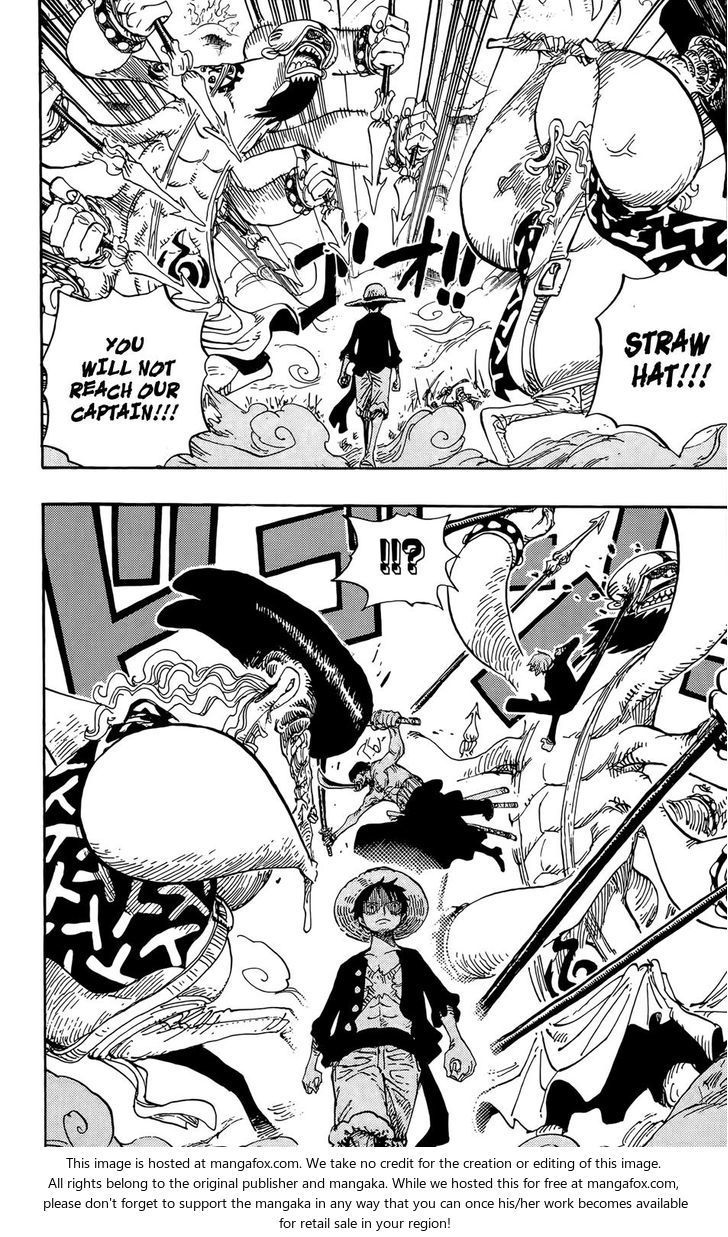 STRAW
HAT!!!
YOU
WILL NOT
REACH OUR
CAPTAIN!!!
ゴオ!!
!!?
ドドン
This image is hosted at mangafox.com. We take no credit for the creation or editing of this image.
All rights belong to the original publisher and mangaka. While we hosted this for free at mangafox.com,
please don't forget to support the mangaka in any way that you can once his/her work becomes available
for retail sale in your region!